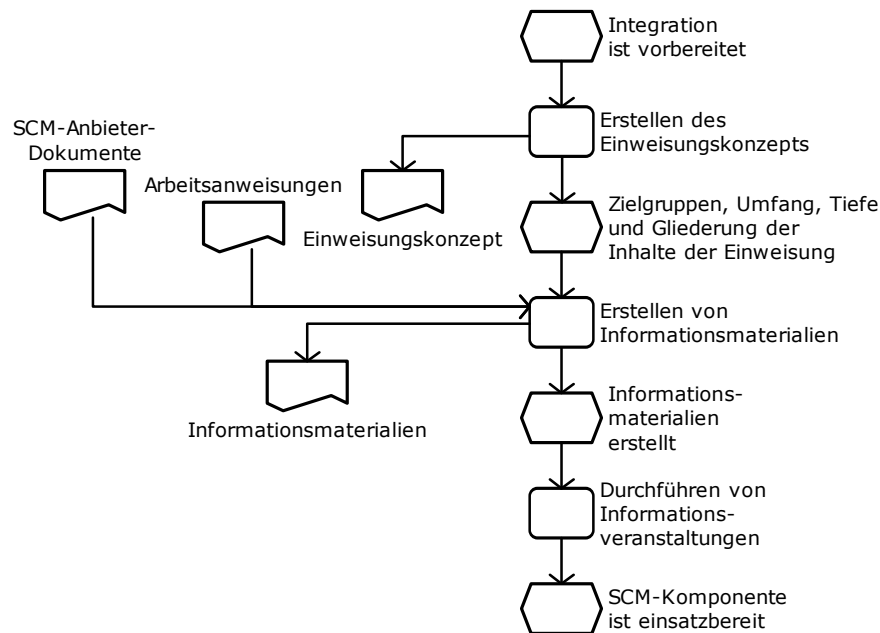 Integration
ist vorbereitet
SCM-Anbieter-
Dokumente
Erstellen des
Einweisungskonzepts
Arbeitsanweisungen
Einweisungskonzept
Zielgruppen, Umfang, Tiefe
und Gliederung der
Inhalte der Einweisung
Erstellen von
Informationsmaterialien
Informationsmaterialien
Informations-
materialien
erstellt
Durchführen von
Informations-
veranstaltungen
SCM-Komponente
ist einsatzbereit